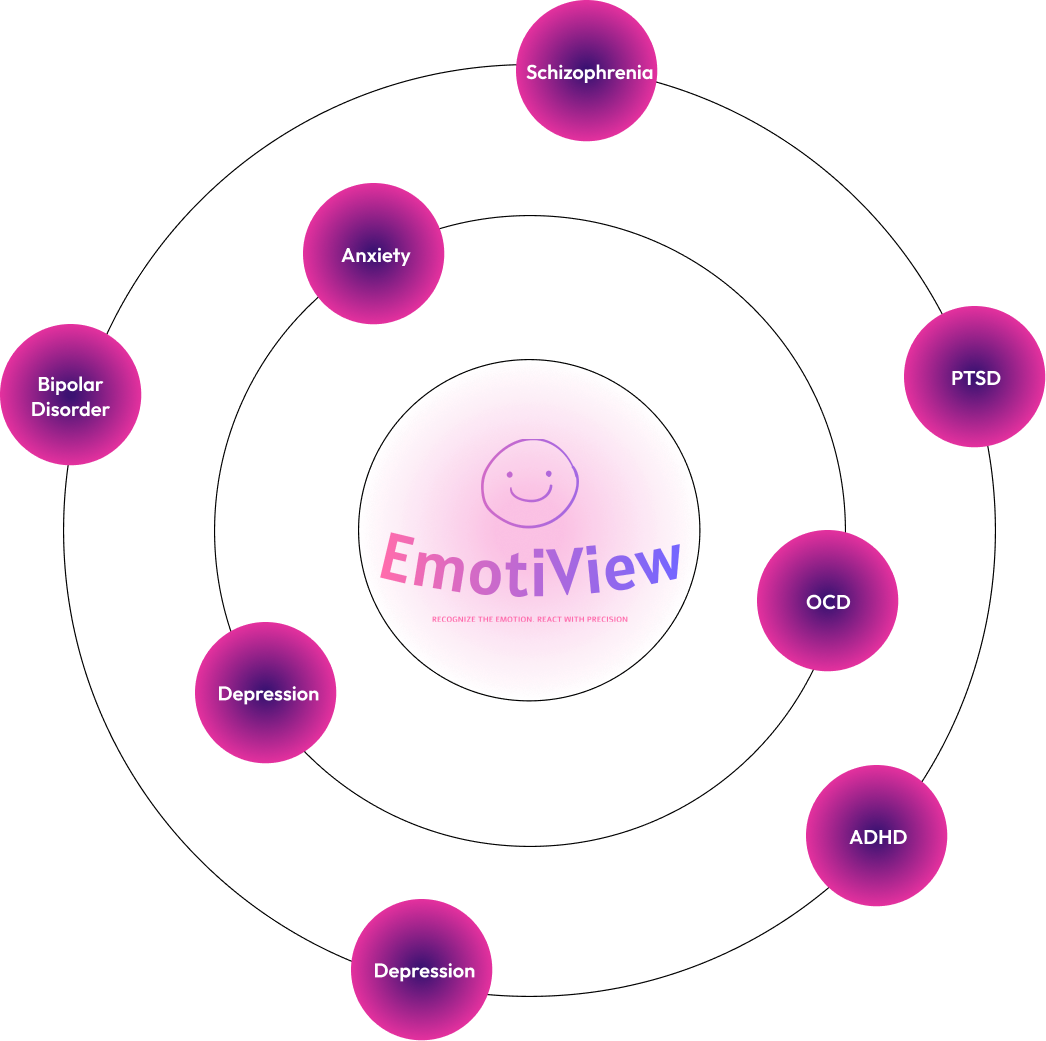 Schizophrenia
Anxiety
PTSD
Bipolar
Disorder
EmotiView
RECOGNIZE THE EMOTION. REACT WITH PRECISION
OCD
Depression
ADHD
Depression